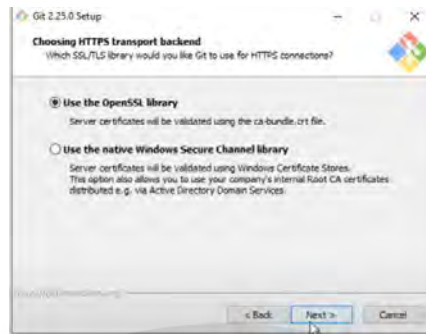 Git 2.25.0 Setup
Choosing HTTPS transport backend
Which SSL/TLS library would you like Git to use for HTTPS connections?
Use the OpenSSL library
Server certificates will be validated using the ca-bundle.crt file.
Use the native Windows Secure Channel library
Server certificates will be validated using Windows Certificate Stores.
This option also allows you to use your company's internal Root CA certificates
distributed e.g. via Active Directory Domain Services.
< Back Next > Cancel